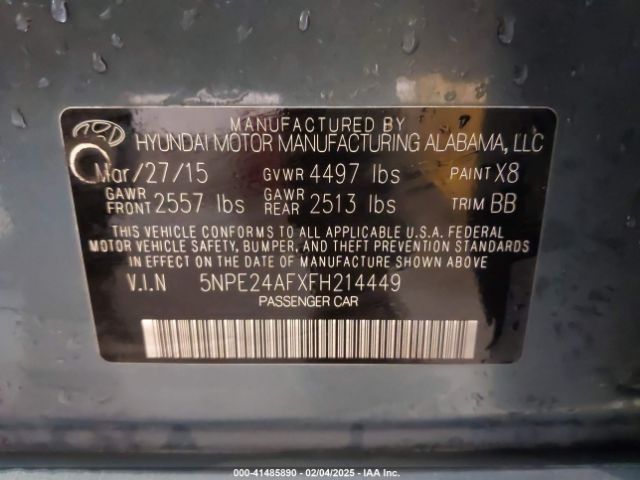 MANUFACTURED BY
HYUNDAI MOTOR MANUFACTURING ALABAMA, LLC
Mar/27/15 GVWR 4497 lbs PAINT X8
GAWR FRONT 2557 lbs GAWR REAR 2513 lbs TRIM BB
THIS VEHICLE CONFORMS TO ALL APPLICABLE U.S.A. FEDERAL
MOTOR VEHICLE SAFETY, BUMPER, AND THEFT PREVENTION
STANDARDS IN EFFECT ON THE DATE OF MANUFACTURE SHOWN ABOVE.
V.I.N 5NPE24AFXFH214449
PASSENGER CAR
000-41485890 - 02/04/2025 - IAA Inc.